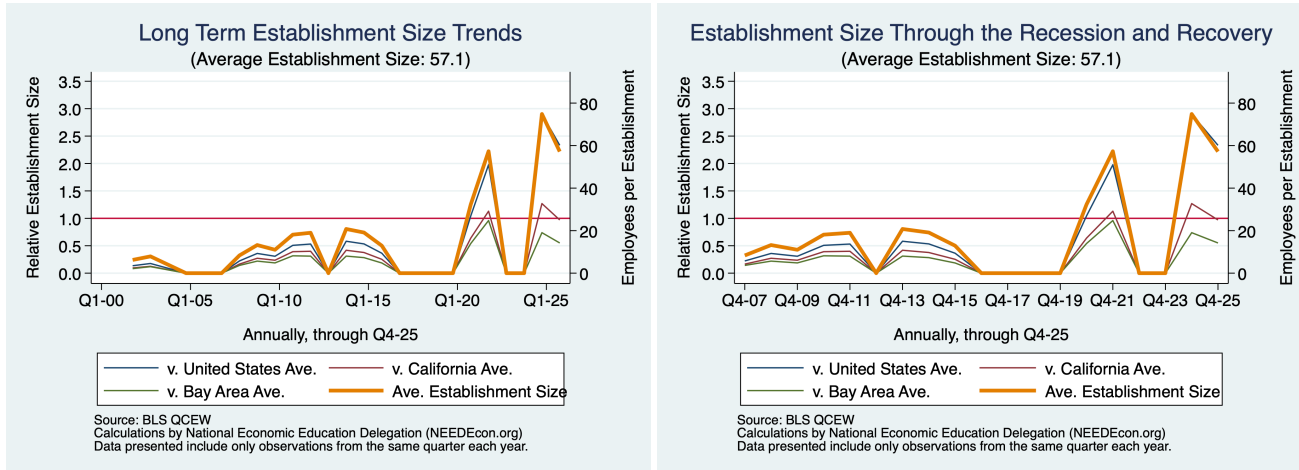 Long Term Establishment Size Trends
(Average Establishment Size: 57.1)
Relative Establishment Size
3.5
3.0
2.5
2.0
1.5
1.0
0.5
0.0
80
60
40
20
0
Employees per Establishment
Q1-00 Q1-05 Q1-10 Q1-15 Q1-20 Q1-25
Annually, through Q4-25
v. United States Ave. v. California Ave.
v. Bay Area Ave. Ave. Establishment Size
Source: BLS QCEW
Calculations by National Economic Education Delegation (NEEDEcon.org)
Data presented include only observations from the same quarter each year.
Establishment Size Through the Recession and Recovery
(Average Establishment Size: 57.1)
Relative Establishment Size
3.5
3.0
2.5
2.0
1.5
1.0
0.5
0.0
80
60
40
20
0
Employees per Establishment
Q4-07 Q4-09 Q4-11 Q4-13 Q4-15 Q4-17 Q4-19 Q4-21 Q4-23 Q4-25
Annually, through Q4-25
v. United States Ave. v. California Ave.
v. Bay Area Ave. Ave. Establishment Size
Source: BLS QCEW
Calculations by National Economic Education Delegation (NEEDEcon.org)
Data presented include only observations from the same quarter each year.